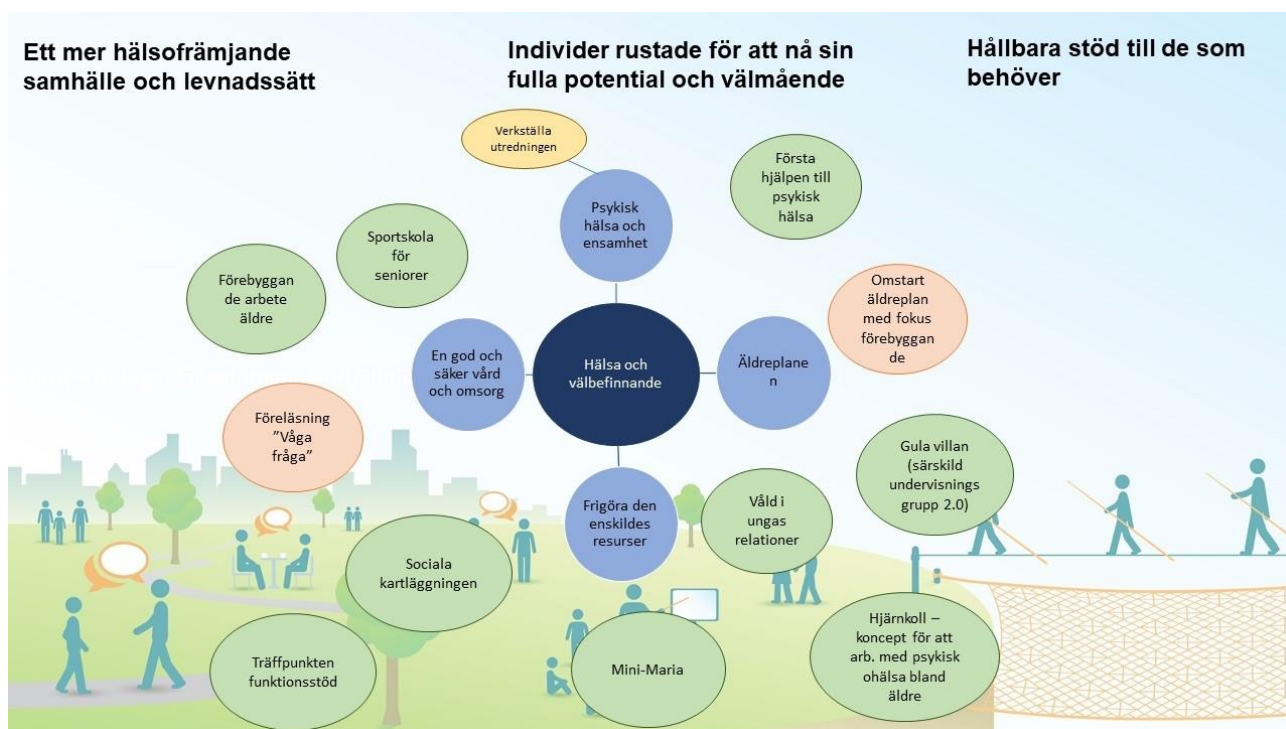 Ett mer hälsofrämjande
samhälle och levnadssätt
Individer rustade för att nå sin
fulla potential och välmående
Hållbara stöd till de som
behöver
Verkställa
utredningen
Första
hjälpen till
psykisk
hälsa
Psykisk
hälsa och
ensamhet
Sportskola
för
seniorer
Förebyggan
de arbete
äldre
Omstart
äldreplan
med fokus
förebyggan
de
En god och
säker vård
och omsorg
Hälsa och
välbefinnande
Äldreplane
n
Föreläsning
”Våga
fråga”
Gula villan
(särskild
undervisnings
grupp 2.0)
Frigöra den
enskildes
resurser
Våld i
ungas
relationer
Sociala
kartläggningen
Träffpunkten
funktionsstöd
Mini-Maria
Hjärnkoll –
koncept för att
arb. med psykisk
ohälsa bland
äldre